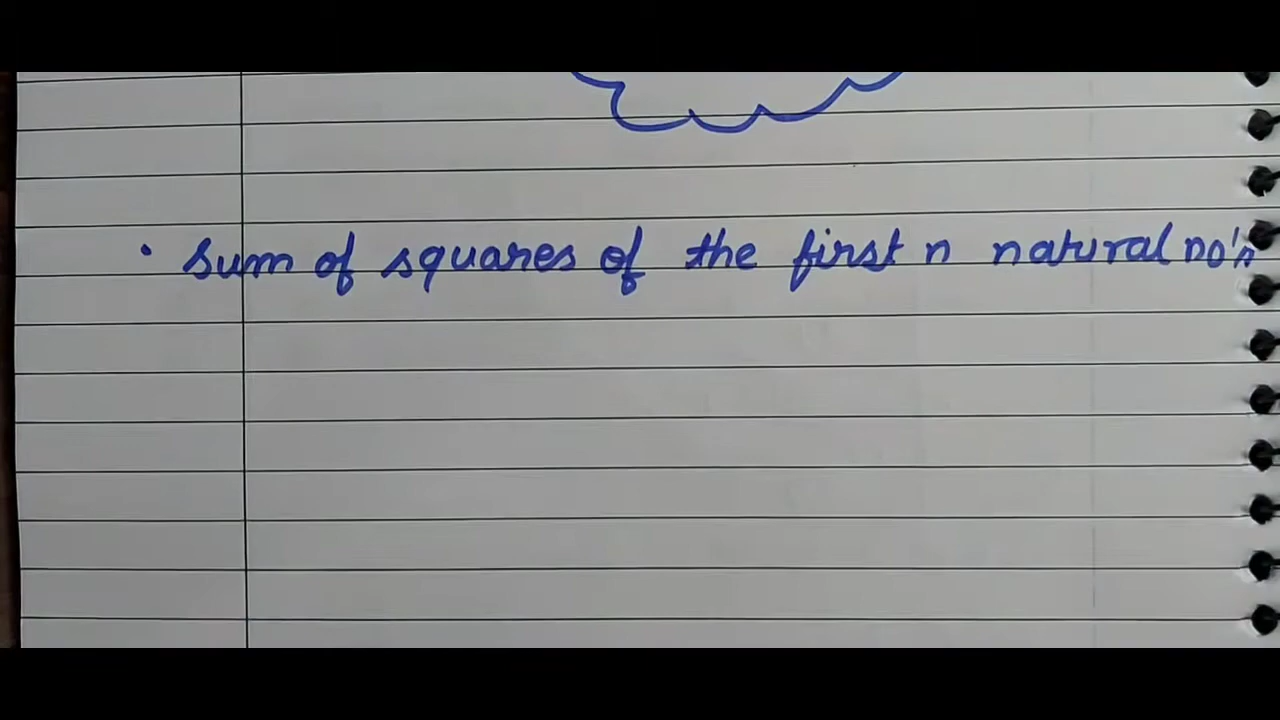 • Sum of squares of the first n natural no's